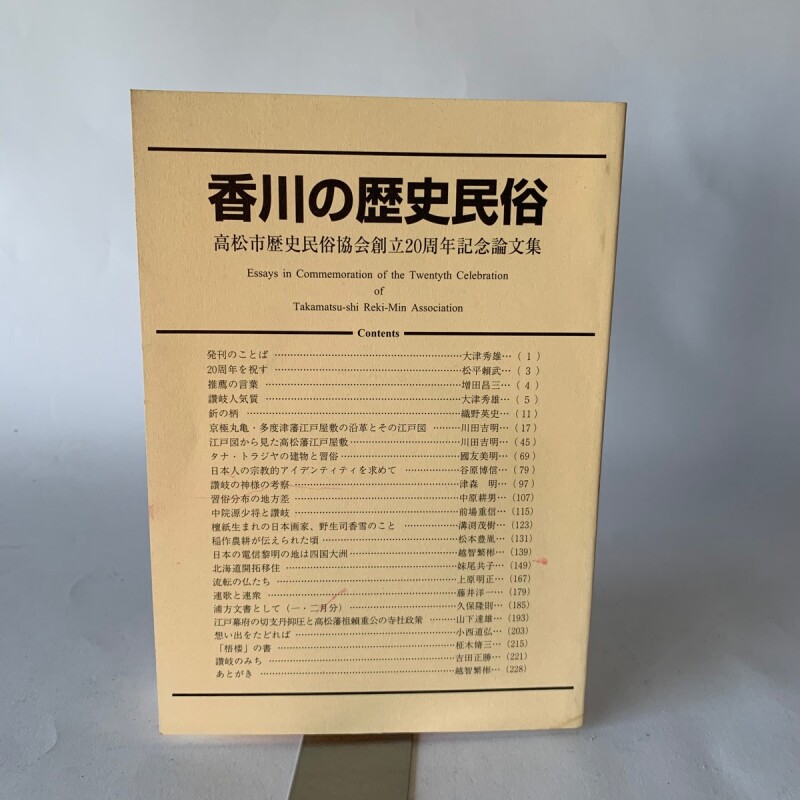 香川の歴史民俗
高松市歴史民俗協会創立20周年記念論文集
Essays in Commemoration of the Twentyth Celebration
of
Takamatsu-shi Reki-Min Association
Contents
発刊のことば……大津秀雄…( 1 )
20周年を祝す……松平頼武…( 3 )
推薦の言葉……増田昌三…( 4 )
讃岐人気質……大津秀雄…( 5 )
釿の柄……織野英史…(11)
京極丸亀・多度津藩江戸屋敷の沿革とその江戸図……川田吉明…(17)
江戸図から見た高松藩江戸屋敷……川田吉明…(45)
タナ・トラジャの建物と習俗……國友美明…(69)
日本人の宗教的アイデンティティを求めて……谷原博信…(79)
讃岐の神様の考察……津森 明…(97)
習俗分布の地方差……中原耕男…(107)
中院源少将と讃岐……前場重信…(115)
檀紙生まれの日本画家、野生司香雪のこと……溝渕茂樹…(123)
稲作農耕が伝えられた頃……松本豊胤…(131)
日本の電信黎明の地は四国大洲……越智繁彬…(139)
北海道開拓移住……妹尾共子…(149)
流転の仏たち……上原明正…(167)
連歌と連衆……藤井洋一…(179)
浦方文書として(一・二月分)……久保隆則…(185)
江戸幕府の切支丹抑圧と高松藩祖頼重公の寺社政策……山下達雄…(193)
想い出をたどれば……小西道弘…(203)
「梧楼」の書……柾木脩三…(215)
讃岐のみち……吉田正勝…(221)
あとがき……越智繁彬…(228)